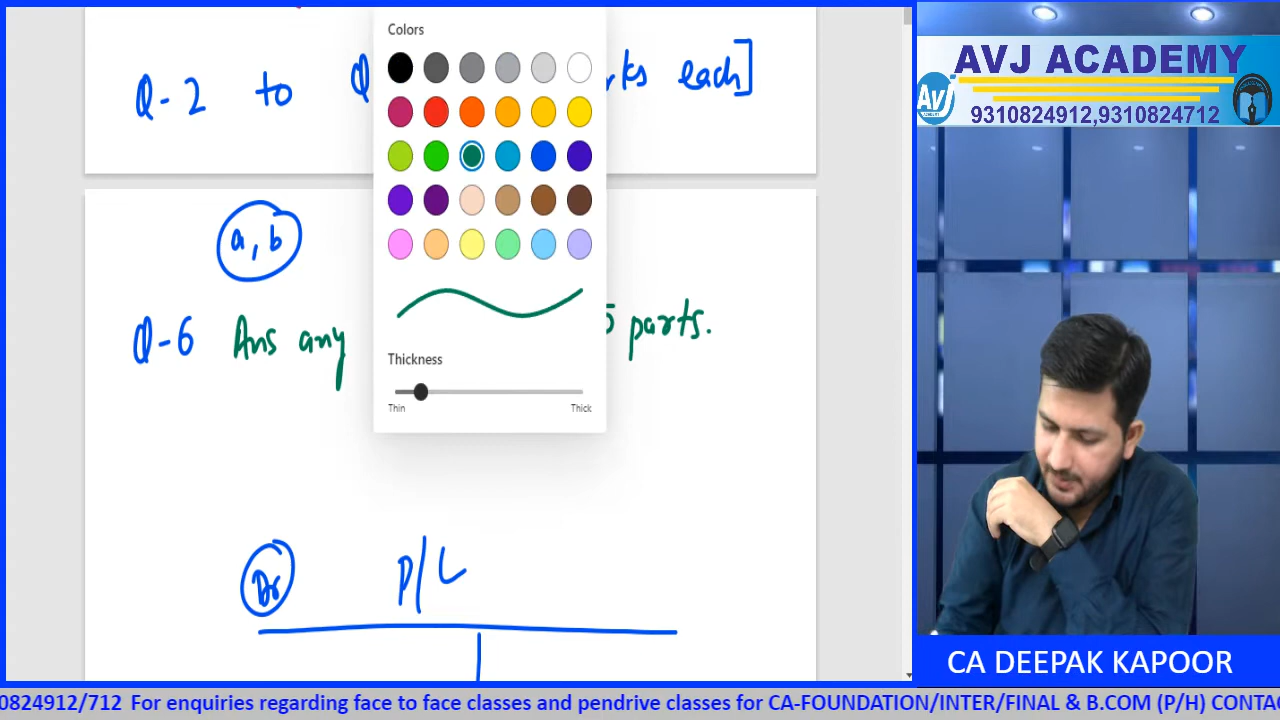 Colors
Q-2 to Q rks each]
a, b
Q-6 Ans any 5 parts.
Thickness
Thin Thick
Dr P/L
AVJ ACADEMY
AV
ACADEMY
9310824912,9310824712
CA DEEPAK KAPOOR
0824912/712 For enquiries regarding face to face classes and pendrive classes for CA-FOUNDATION/INTER/FINAL & B.COM (P/H) CONTA